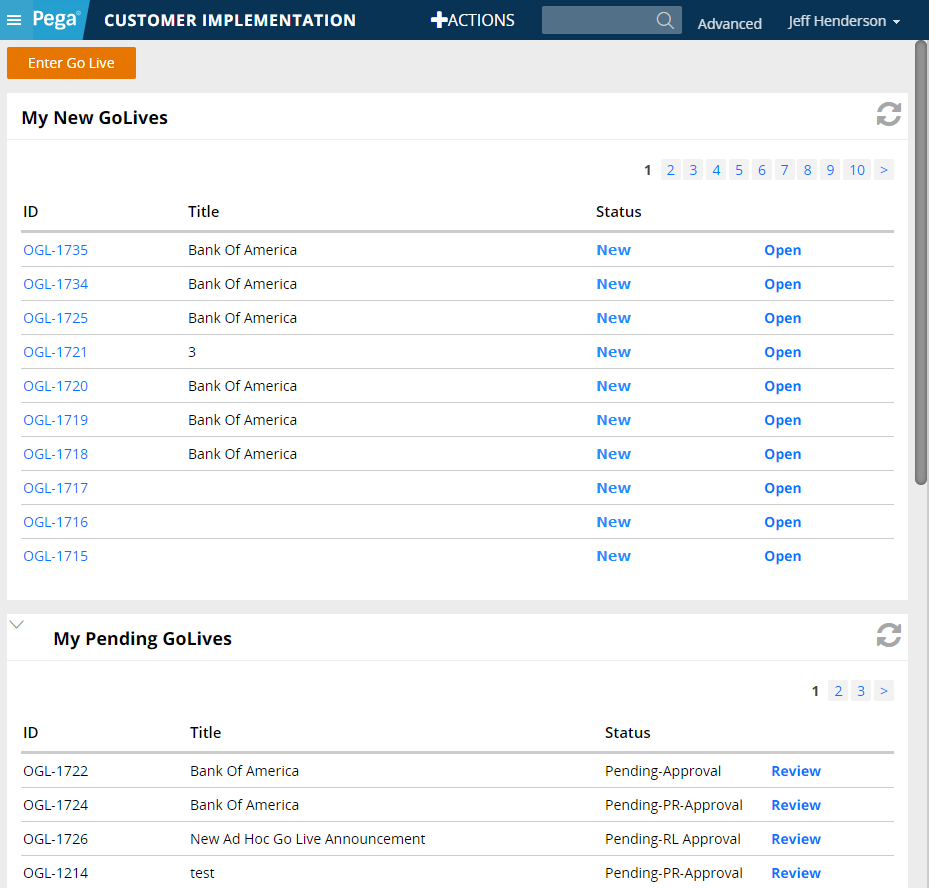 Pega® CUSTOMER IMPLEMENTATION ACTIONS Advanced Jeff Henderson
Enter Go Live
My New GoLives
1 2 3 4 5 6 7 8 9 10 >
ID Title Status
OGL-1735 Bank Of America New Open
OGL-1734 Bank Of America New Open
OGL-1725 Bank Of America New Open
OGL-1721 3 New Open
OGL-1720 Bank Of America New Open
OGL-1719 Bank Of America New Open
OGL-1718 Bank Of America New Open
OGL-1717 New Open
OGL-1716 New Open
OGL-1715 New Open
My Pending GoLives
1 2 3 >
ID Title Status
OGL-1722 Bank Of America Pending-Approval Review
OGL-1724 Bank Of America Pending-PR-Approval Review
OGL-1726 New Ad Hoc Go Live Announcement Pending-RL Approval Review
OGL-1214 test Pending-PR-Approval Review